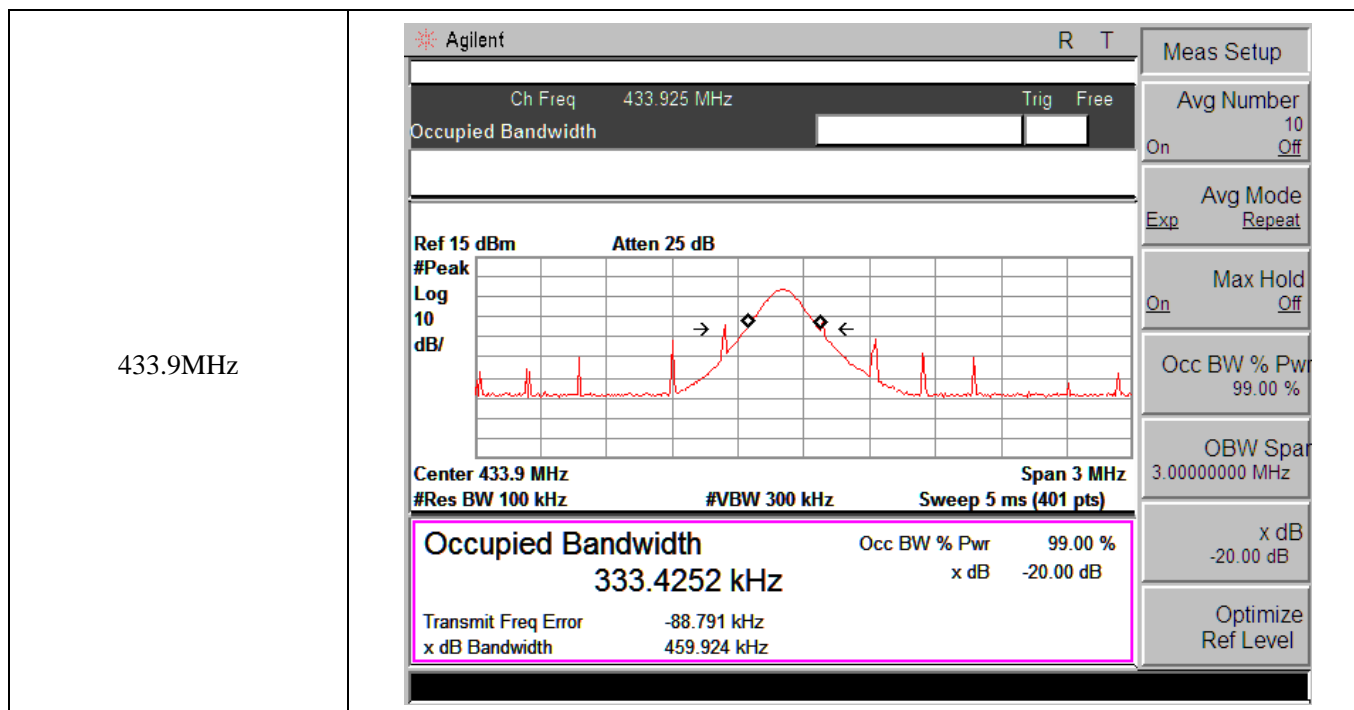 433.9MHz
Agilent R T
Ch Freq 433.925 MHz Trig Free
Occupied Bandwidth
Ref 15 dBm Atten 25 dB
#Peak
Log
10
dB/
Center 433.9 MHz Span 3 MHz
#Res BW 100 kHz #VBW 300 kHz Sweep 5 ms (401 pts)
Occupied Bandwidth Occ BW % Pwr 99.00 %
333.4252 kHz x dB -20.00 dB
Transmit Freq Error -88.791 kHz
x dB Bandwidth 459.924 kHz
Meas Setup
Avg Number
10
On Off
Avg Mode
Exp Repeat
Max Hold
On Off
Occ BW % Pwr
99.00 %
OBW Span
3.00000000 MHz
x dB
-20.00 dB
Optimize
Ref Level